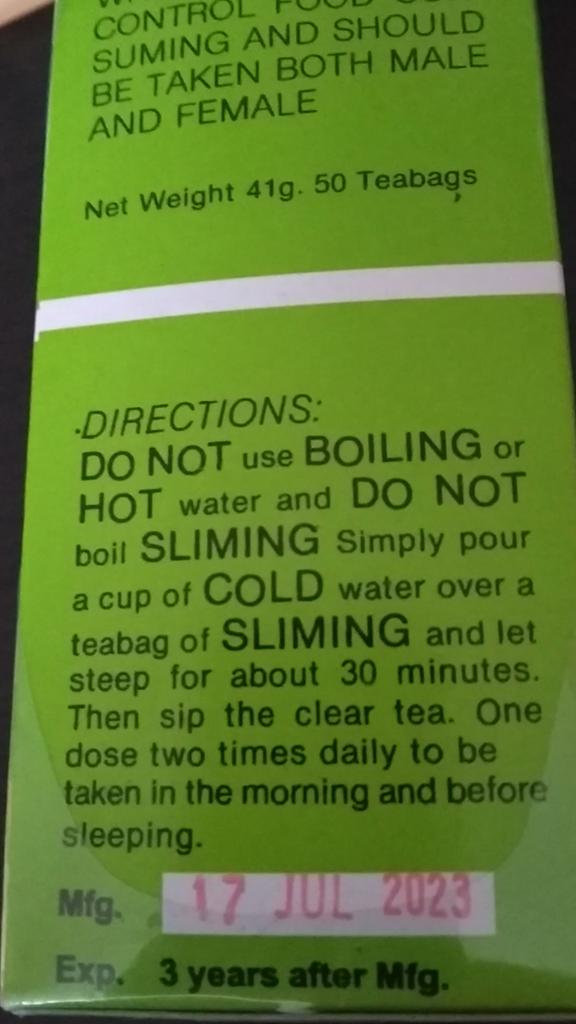 CONTROL FOOD
SUMING AND SHOULD
BE TAKEN BOTH MALE
AND FEMALE
Net Weight 41g. 50 Teabags
.DIRECTIONS:
DO NOT use BOILING or
HOT water and DO NOT
boil SLIMING Simply pour
a cup of COLD water over a
teabag of SLIMING and let
steep for about 30 minutes.
Then sip the clear tea. One
dose two times daily to be
taken in the morning and before
sleeping.
Mfg. 17 JUL 2023
Exp. 3 years after Mfg.